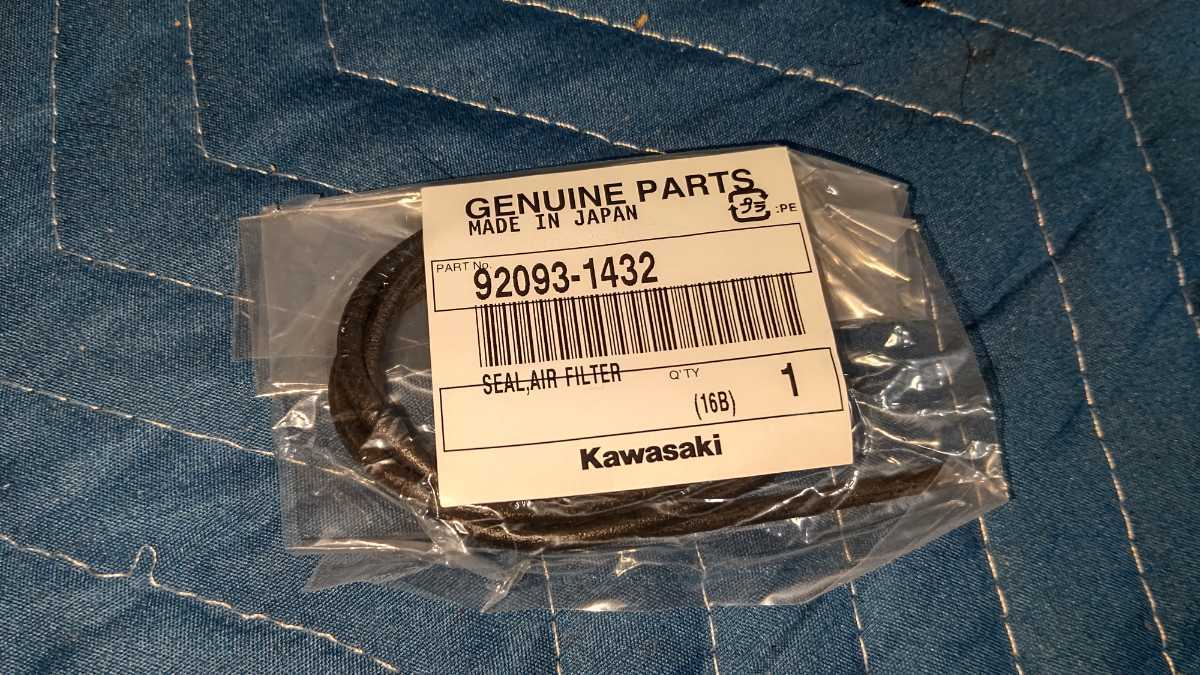 GENUINE PARTS
MADE IN JAPAN
プラ :PE
PART No.
92093-1432
SEAL,AIR FILTER
Q'TY 1
(16B)
Kawasaki